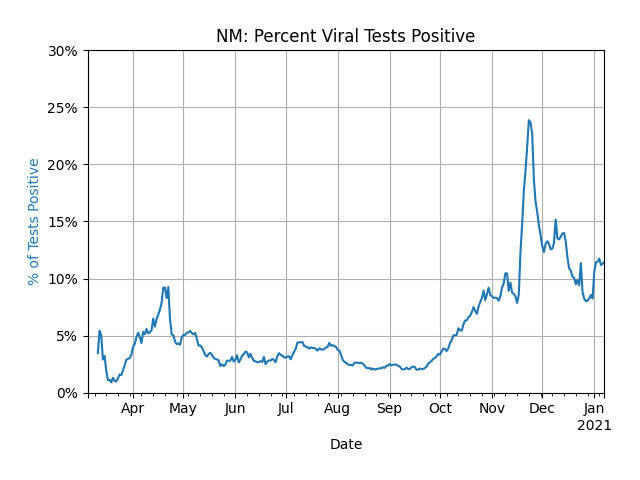 NM: Percent Viral Tests Positive
30%
25%
20%
15%
10%
5%
0%
% of Tests Positive
Apr May Jun Jul Aug Sep Oct Nov Dec Jan
2021
Date